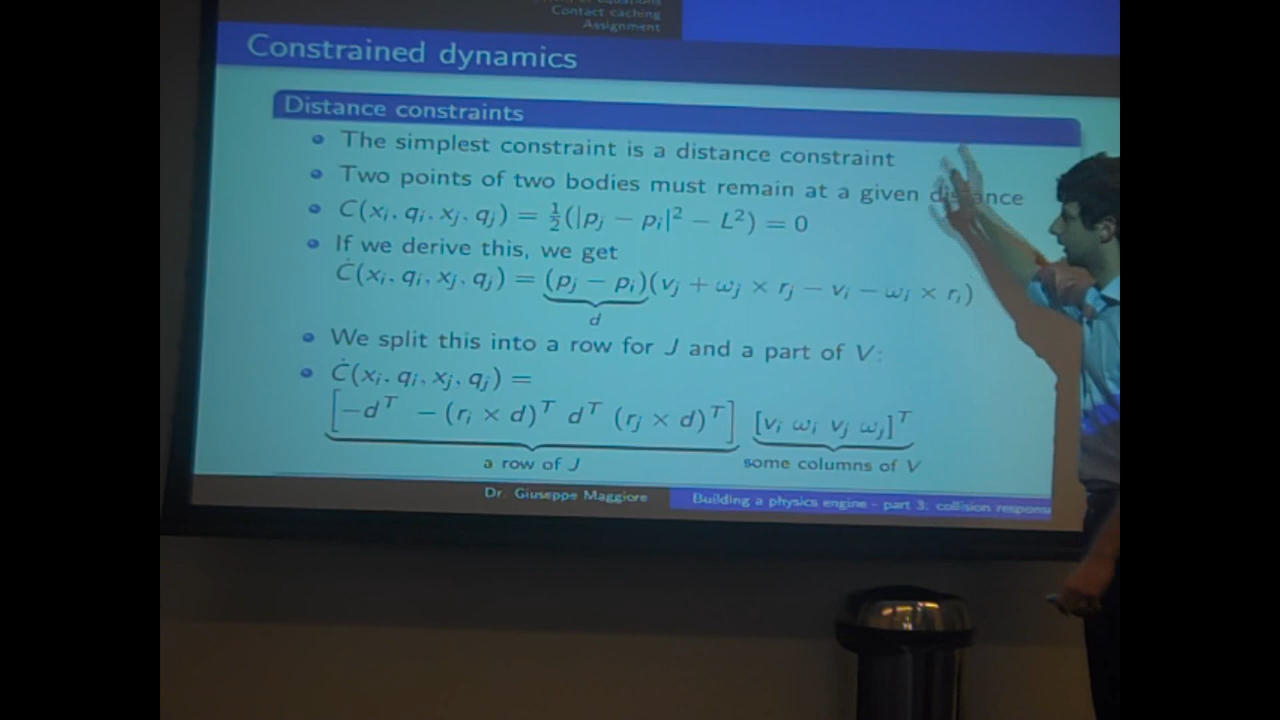 Contact caching
Assignment
Constrained dynamics
Distance constraints
The simplest constraint is a distance constraint
Two points of two bodies must remain at a given distance
C(xᵢ, qᵢ, xⱼ, qⱼ) = ½(|pⱼ − pᵢ|² − L²) = 0
If we derive this, we get
Ċ(xᵢ, qᵢ, xⱼ, qⱼ) = (pⱼ − pᵢ)(vⱼ + ωⱼ × rⱼ − vᵢ − ωᵢ × rᵢ)
d
We split this into a row for J and a part of V:
Ċ(xᵢ, qᵢ, xⱼ, qⱼ) =
[−dᵀ −(rᵢ × d)ᵀ dᵀ (rⱼ × d)ᵀ] [vᵢ ωᵢ vⱼ ωⱼ]ᵀ
a row of J some columns of V
Dr. Giuseppe Maggiore Building a physics engine - part 3: collision respons